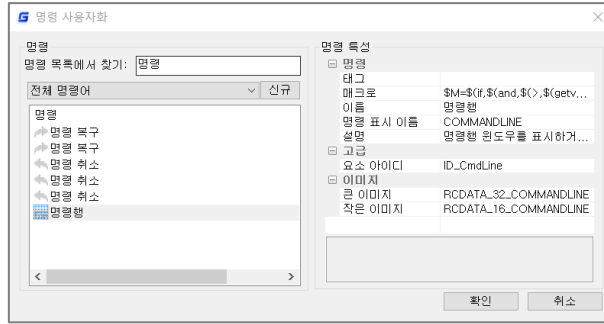 명령 사용자화
명령
명령 목록에서 찾기: 명령
전체 명령어 신규
명령
명령 복구
명령 복구
명령 취소
명령 취소
명령 취소
명령행
명령 특성
명령
태그
매크로 $M=$(if,$(and,$(>,$(getv...
이름 명령행
명령 표시 이름 COMMANDLINE
설명 명령행 윈도우를 표시하거...
고급
요소 아이디 ID_CmdLine
이미지
큰 이미지 RCDATA_32_COMMANDLINE
작은 이미지 RCDATA_16_COMMANDLINE
확인 취소